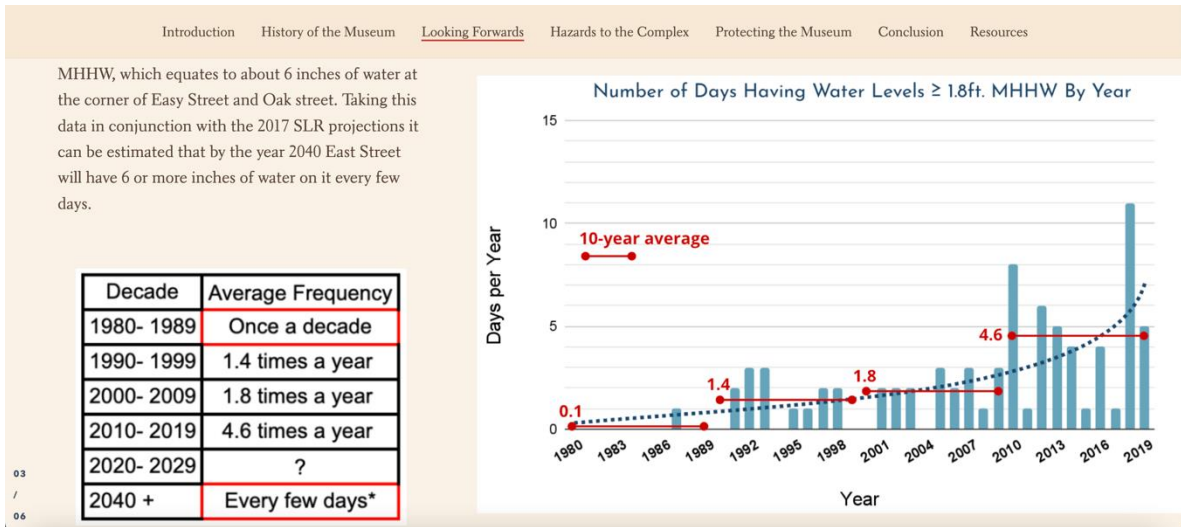 Introduction History of the Museum Looking Forwards Hazards to the Complex Protecting the Museum Conclusion Resources
MHHW, which equates to about 6 inches of water at
the corner of Easy Street and Oak street. Taking this
data in conjunction with the 2017 SLR projections it
can be estimated that by the year 2040 East Street
will have 6 or more inches of water on it every few
days.
Decade Average Frequency
1980- 1989 Once a decade
1990- 1999 1.4 times a year
2000- 2009 1.8 times a year
2010- 2019 4.6 times a year
2020- 2029 ?
2040 + Every few days*
03
/
06
Number of Days Having Water Levels ≥ 1.8ft. MHHW By Year
Days per Year
15
10
5
0
10-year average
0.1
1.4
1.8
4.6
1980 1983 1986 1989 1992 1995 1998 2001 2004 2007 2010 2013 2016 2019
Year